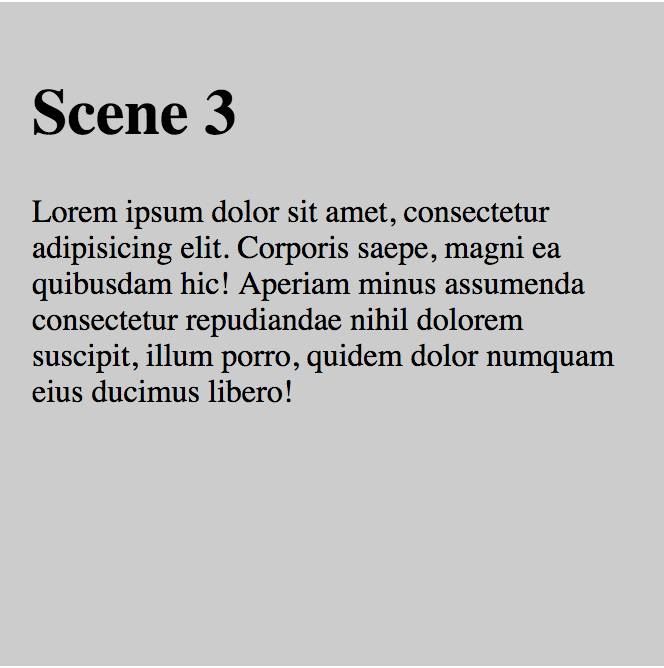 Scene 3
Lorem ipsum dolor sit amet, consectetur
adipisicing elit. Corporis saepe, magni ea
quibusdam hic! Aperiam minus assumenda
consectetur repudiandae nihil dolorem
suscipit, illum porro, quidem dolor numquam
eius ducimus libero!